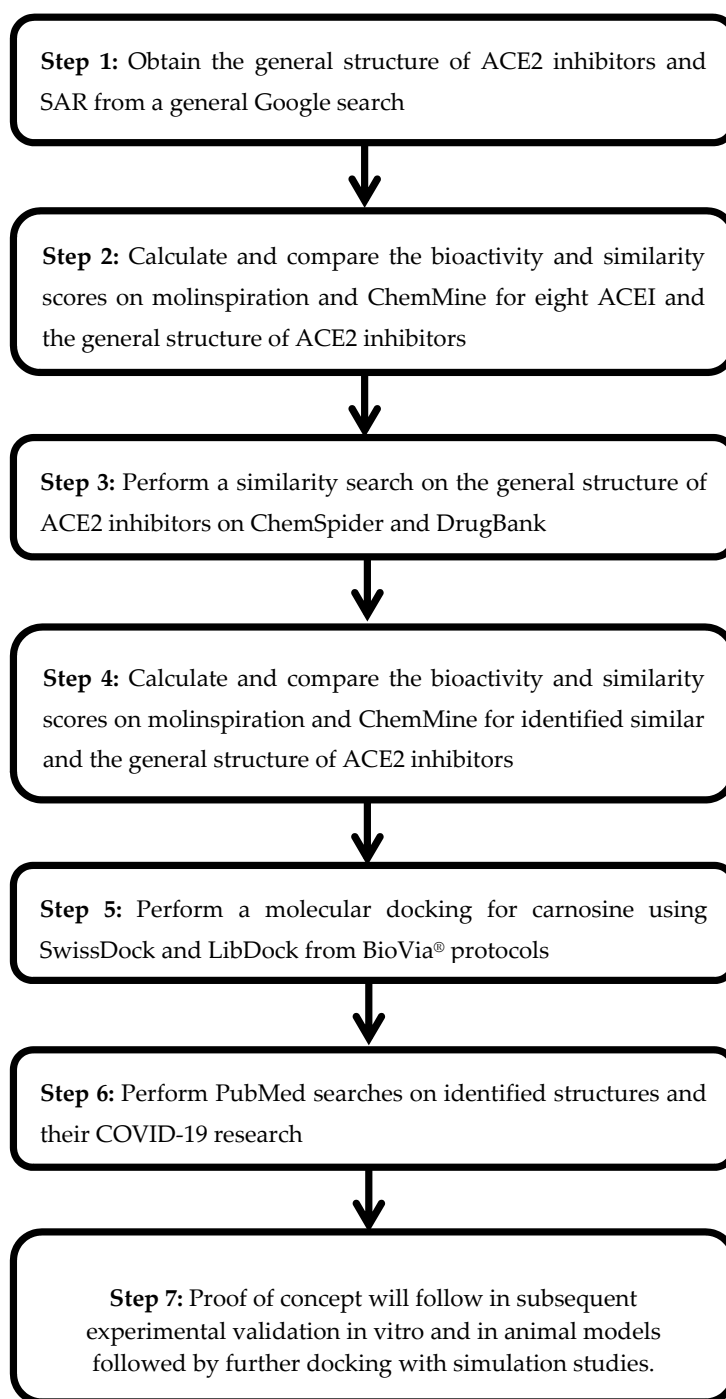 Step 1: Obtain the general structure of ACE2 inhibitors and
SAR from a general Google search
Step 2: Calculate and compare the bioactivity and similarity
scores on molinspiration and ChemMine for eight ACEI and
the general structure of ACE2 inhibitors
Step 3: Perform a similarity search on the general structure of
ACE2 inhibitors on ChemSpider and DrugBank
Step 4: Calculate and compare the bioactivity and similarity
scores on molinspiration and ChemMine for identified similar
and the general structure of ACE2 inhibitors
Step 5: Perform a molecular docking for carnosine using
SwissDock and LibDock from BioVia® protocols
Step 6: Perform PubMed searches on identified structures and
their COVID-19 research
Step 7: Proof of concept will follow in subsequent
experimental validation in vitro and in animal models
followed by further docking with simulation studies.